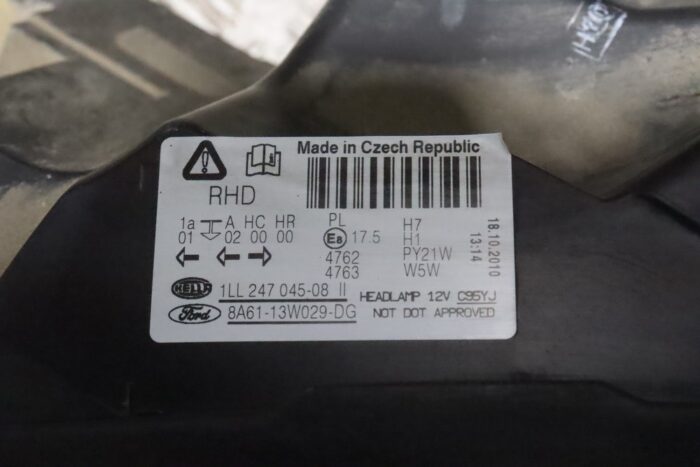 Made in Czech Republic
RHD
1a A HC HR PL H7
01 02 00 00 E8 17.5 H1
4762 PY21W
4763 W5W
18.10.2010
13:14
HELLA 1LL 247 045-08 II
HEADLAMP 12V C95YJ
Ford 8A61-13W029-DG
NOT DOT APPROVED